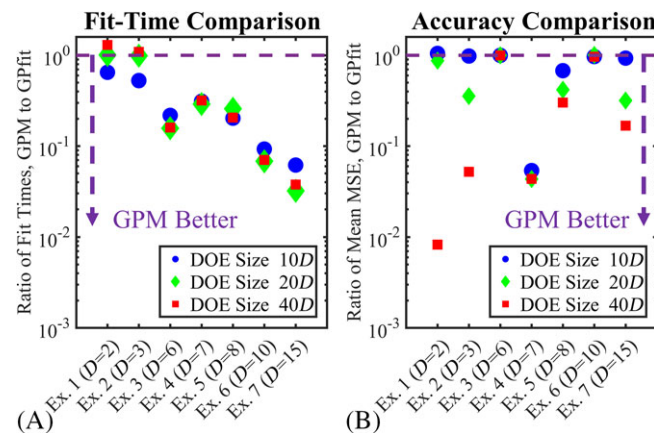 Fit-Time Comparison
Ratio of Fit Times, GPM to GPfit
10^0
10^-1
10^-2
10^-3
GPM Better
DOE Size 10D
DOE Size 20D
DOE Size 40D
Ex. 1 (D=2)
Ex. 2 (D=3)
Ex. 3 (D=6)
Ex. 4 (D=7)
Ex. 5 (D=8)
Ex. 6 (D=10)
Ex. 7 (D=15)
(A)
Accuracy Comparison
Ratio of Mean MSE, GPM to GPfit
10^0
10^-1
10^-2
10^-3
GPM Better
DOE Size 10D
DOE Size 20D
DOE Size 40D
Ex. 1 (D=2)
Ex. 2 (D=3)
Ex. 3 (D=6)
Ex. 4 (D=7)
Ex. 5 (D=8)
Ex. 6 (D=10)
Ex. 7 (D=15)
(B)